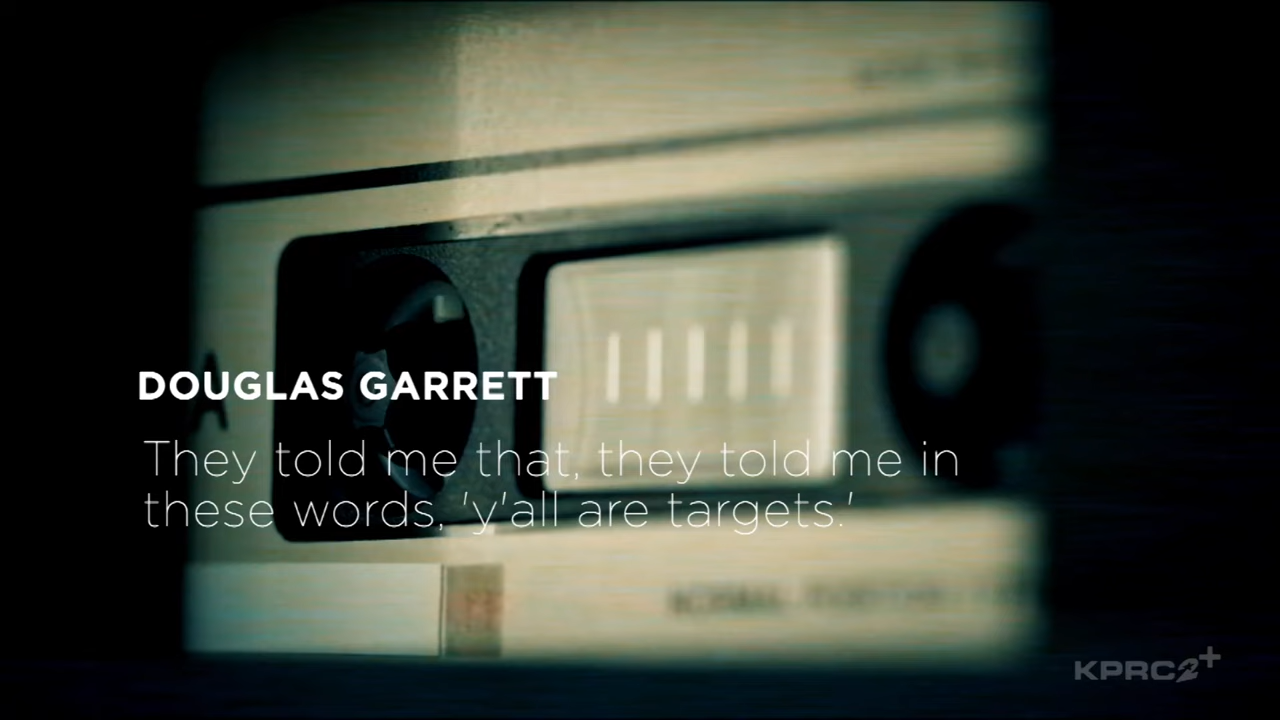 DOUGLAS GARRETT
They told me that, they told me in
these words, 'y'all are targets.'
A
KPRC2+